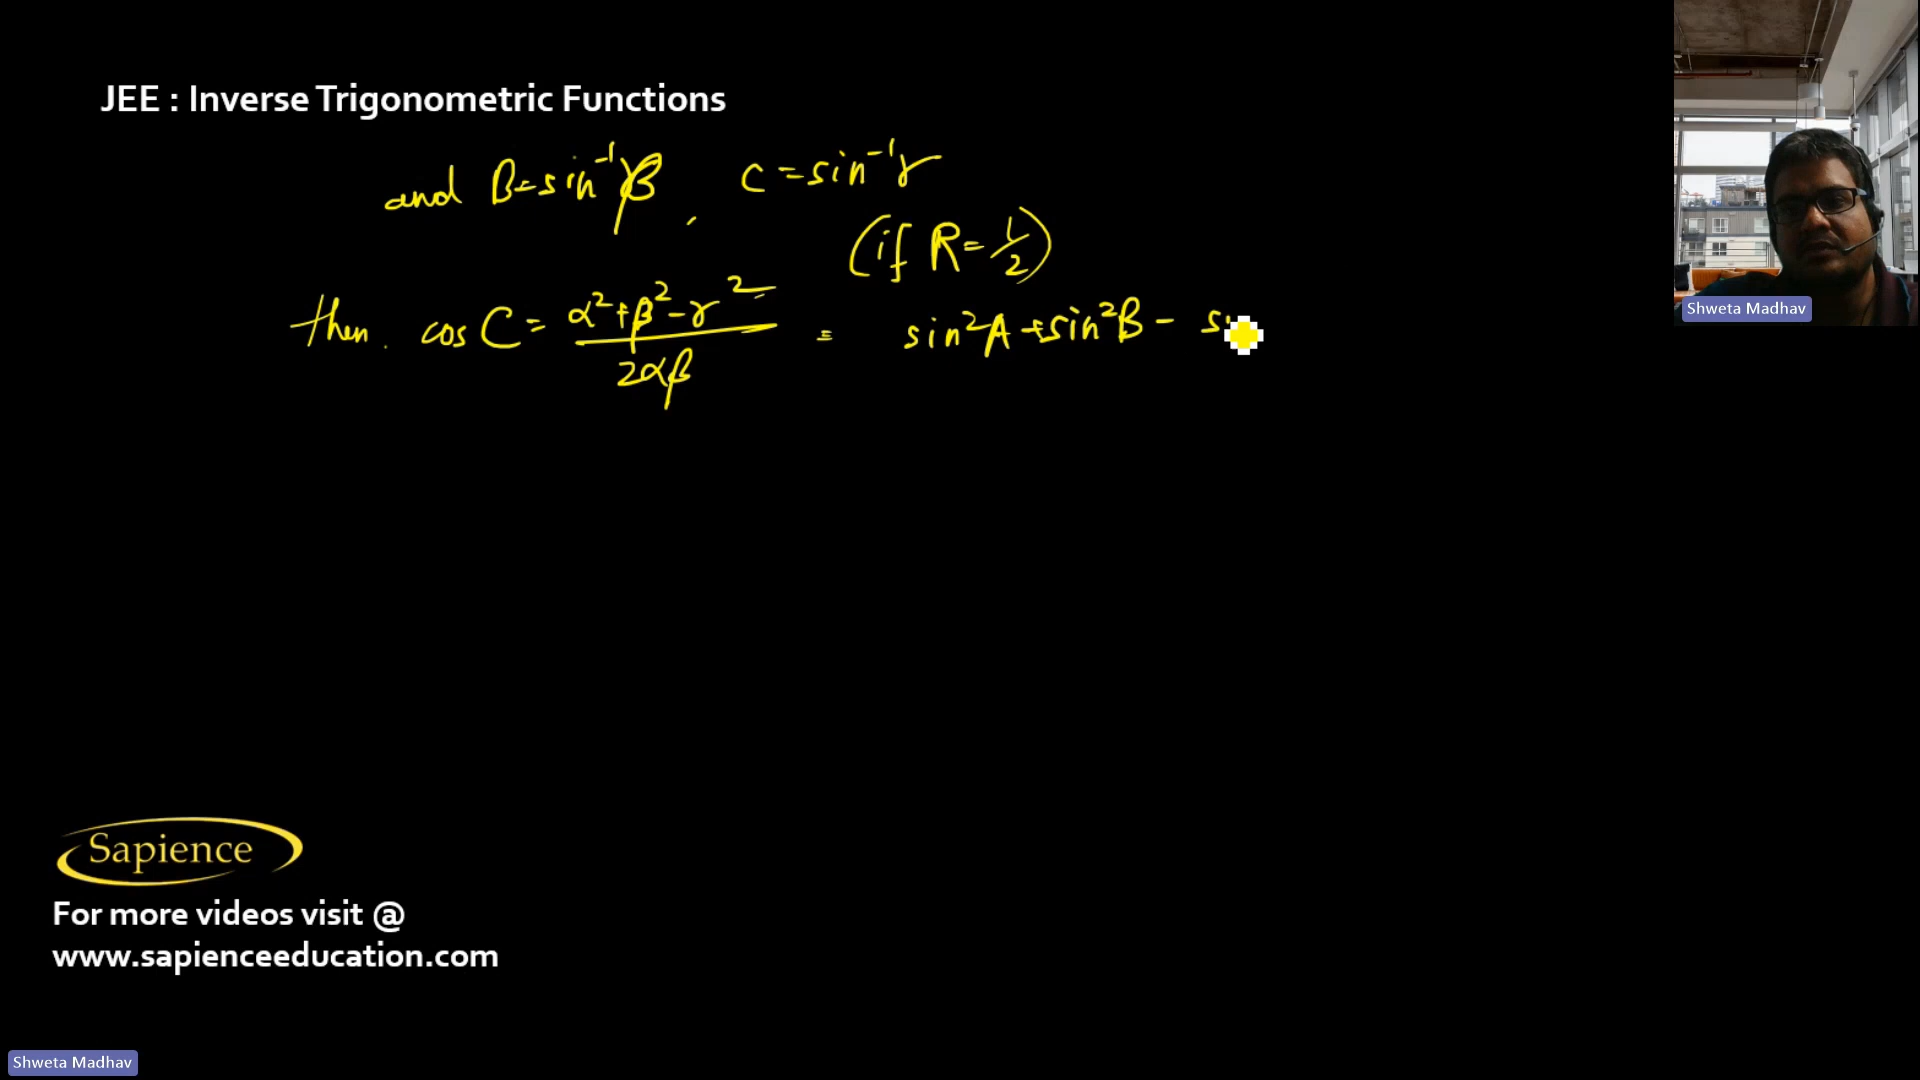 JEE : Inverse Trigonometric Functions
and B=sin⁻¹β, C=sin⁻¹γ
(if R=1/2)
then. cos C = (α²+β²-γ²)/(2αβ) = sin²A+sin²B- s
Shweta Madhav
Sapience
For more videos visit @
www.sapienceeducation.com
Shweta Madhav